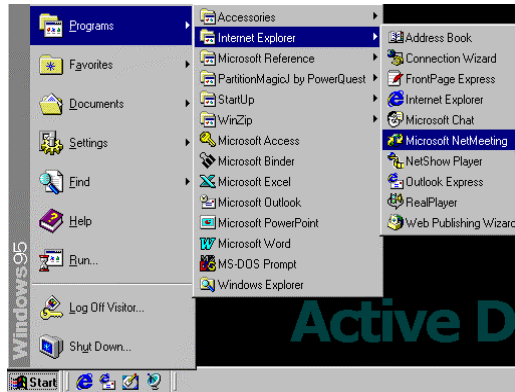 Programs
Favorites
Documents
Settings
Find
Help
Run...
Log Off Visitor...
Shut Down...
Windows95
Start
Accessories
Internet Explorer
Microsoft Reference
PartitionMagicJ by PowerQuest
StartUp
WinZip
Microsoft Access
Microsoft Binder
Microsoft Excel
Microsoft Outlook
Microsoft PowerPoint
Microsoft Word
MS-DOS Prompt
Windows Explorer
Address Book
Connection Wizard
FrontPage Express
Internet Explorer
Microsoft Chat
Microsoft NetMeeting
NetShow Player
Outlook Express
RealPlayer
Web Publishing Wizard
Active D